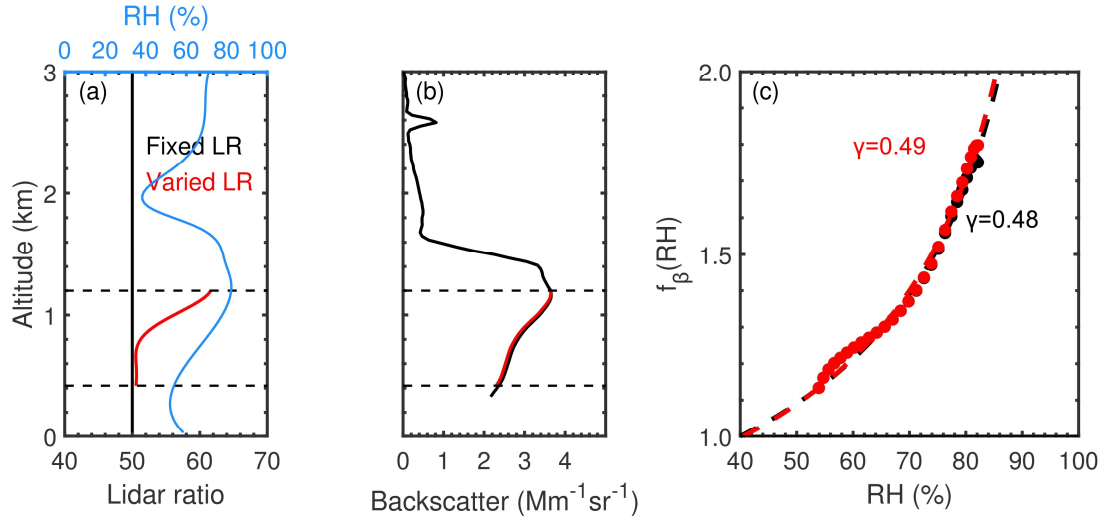 RH (%)
0 20 40 60 80 100
3
2
1
0
Altitude (km)
(a)
Fixed LR
Varied LR
40 50 60 70
Lidar ratio
(b)
0 1 2 3 4
Backscatter (Mm⁻¹sr⁻¹)
(c)
2.0
1.5
1.0
fᵦ(RH)
γ=0.49
γ=0.48
40 50 60 70 80 90 100
RH (%)